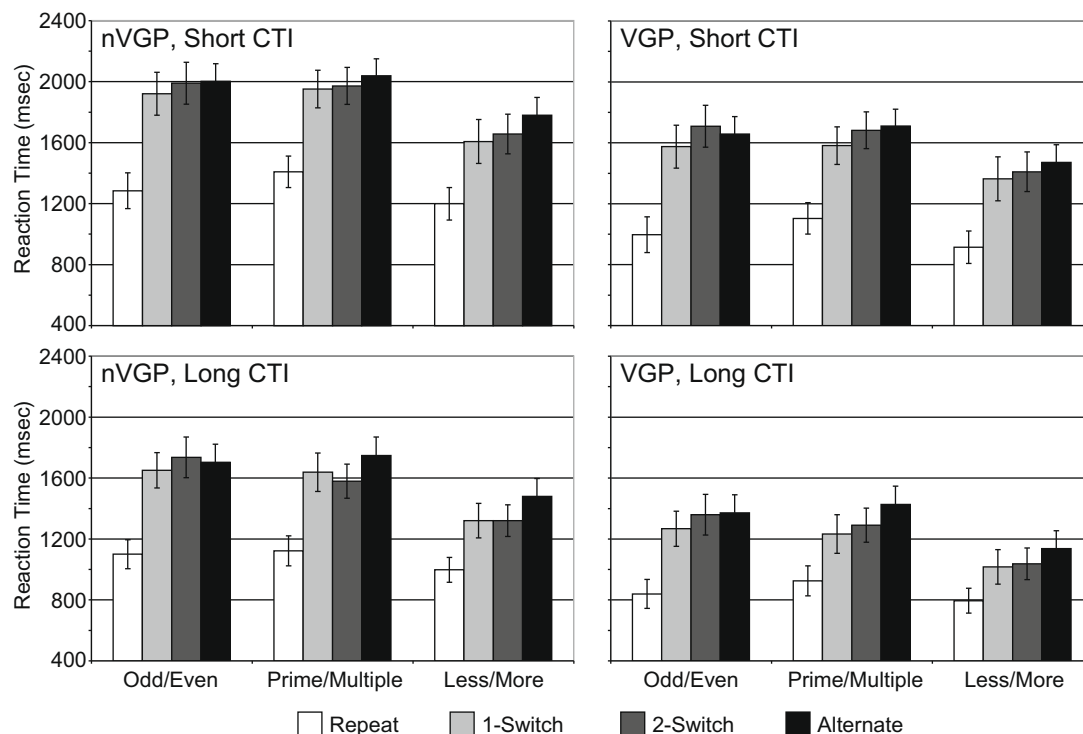 nVGP, Short CTI
VGP, Short CTI
Reaction Time (msec)
2400
2000
1600
1200
800
400
nVGP, Long CTI
VGP, Long CTI
Reaction Time (msec)
2400
2000
1600
1200
800
400
Odd/Even Prime/Multiple Less/More
Odd/Even Prime/Multiple Less/More
Repeat 1-Switch 2-Switch Alternate